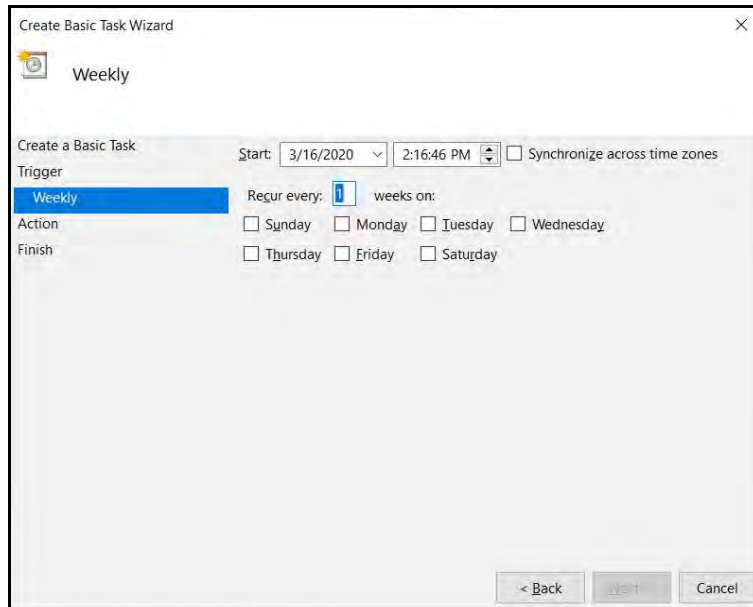 Create Basic Task Wizard
Weekly
Create a Basic Task
Trigger
Weekly
Action
Finish
Start: 3/16/2020 2:16:46 PM Synchronize across time zones
Recur every: 1 weeks on:
Sunday Monday Tuesday Wednesday
Thursday Friday Saturday
< Back Next > Cancel